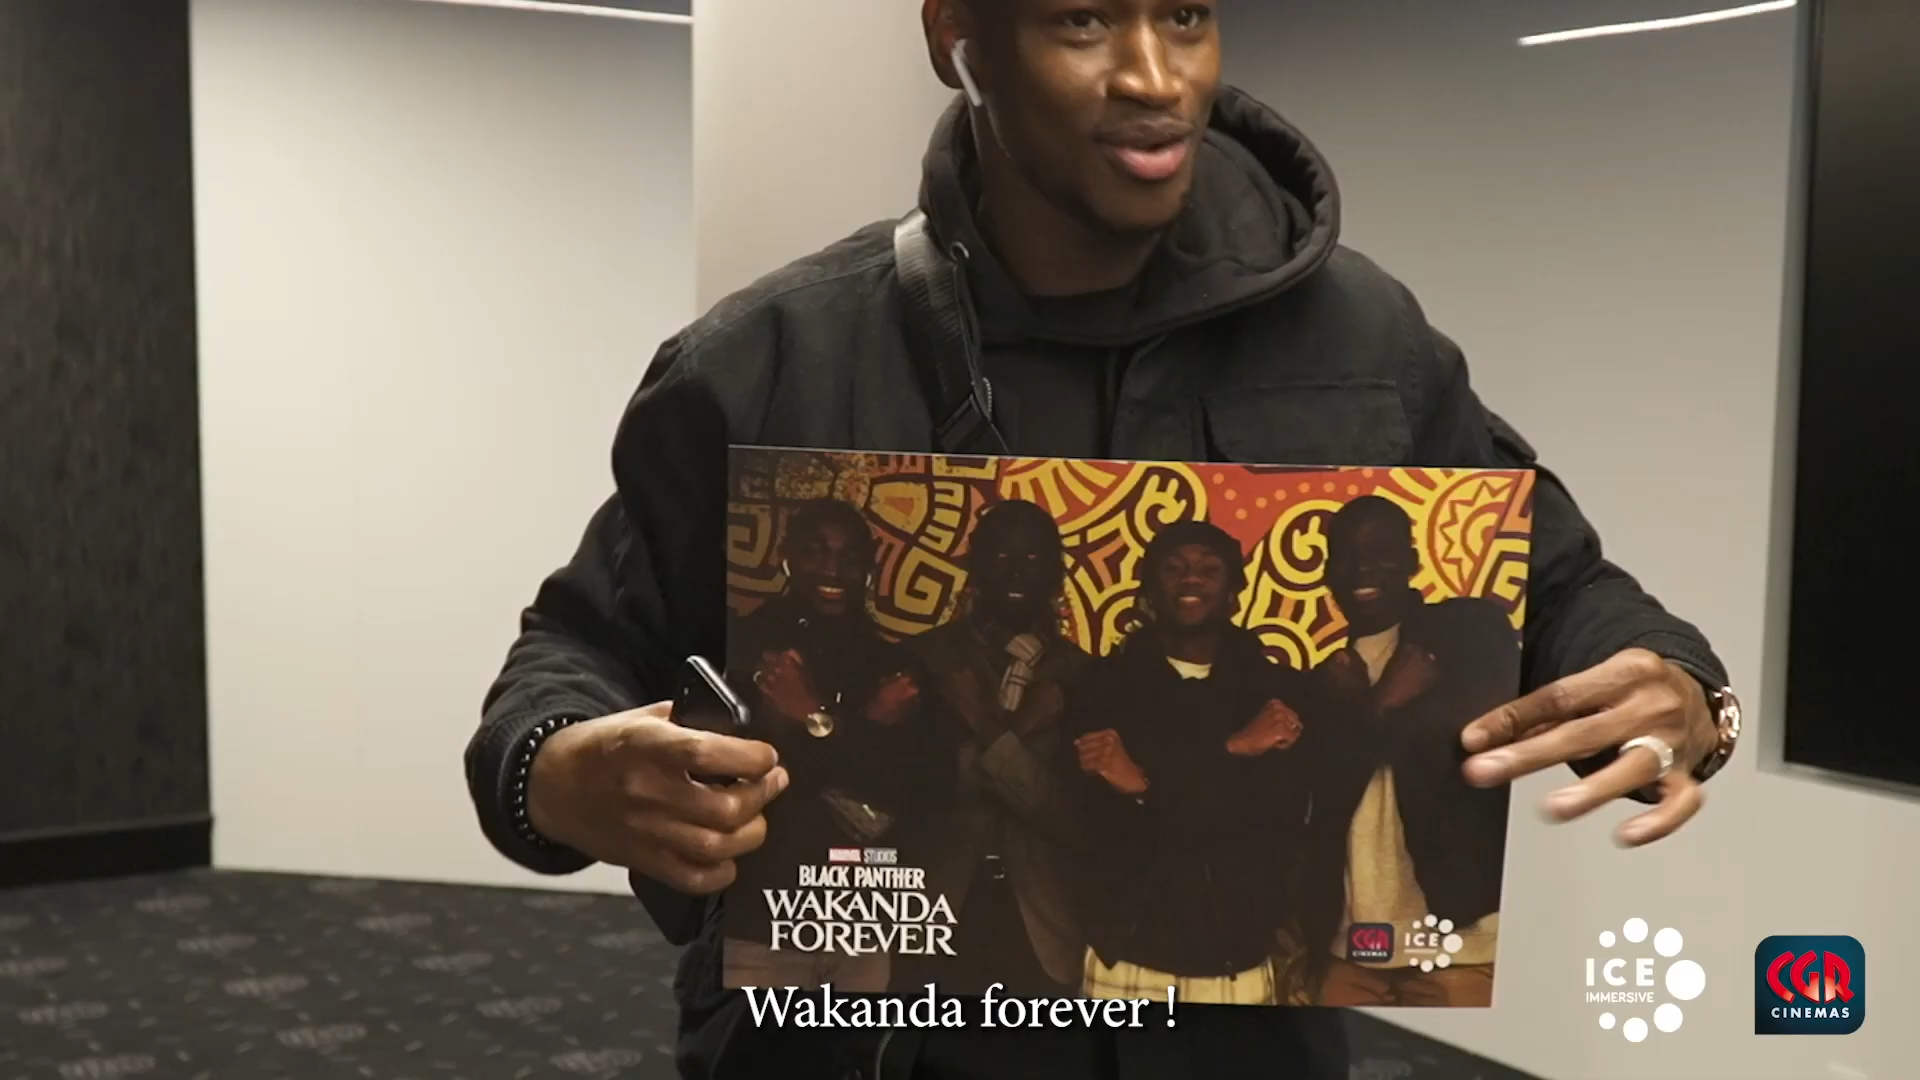 MARVEL STUDIOS
BLACK PANTHER
WAKANDA
FOREVER
CGR
CINEMAS
ICE
Wakanda forever !
ICE
IMMERSIVE
CGR
CINEMAS